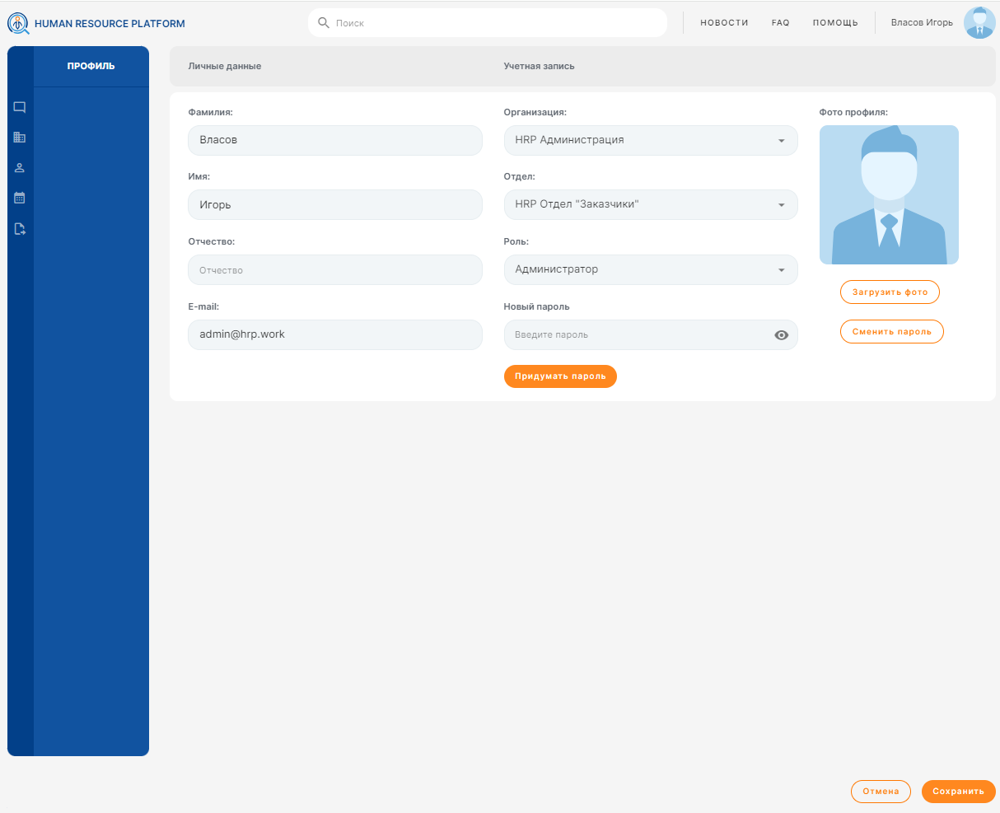 HUMAN RESOURCE PLATFORM
Поиск
НОВОСТИ
FAQ
ПОМОЩЬ
Власов Игорь
ПРОФИЛЬ
Личные данные
Учетная запись
Фамилия:
Власов
Имя:
Игорь
Отчество:
Отчество
E-mail:
admin@hrp.work
Организация:
HRP Администрация
Отдел:
HRP Отдел "Заказчики"
Роль:
Администратор
Новый пароль
Введите пароль
Придумать пароль
Фото профиля:
Загрузить фото
Сменить пароль
Отмена
Сохранить